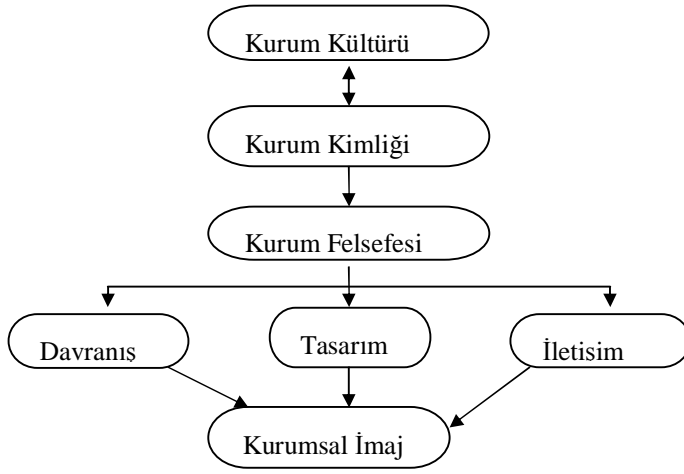 Kurum Kültürü
Kurum Kimliği
Kurum Felsefesi
Davranış
Tasarım
İletisim
Kurumsal İmaj